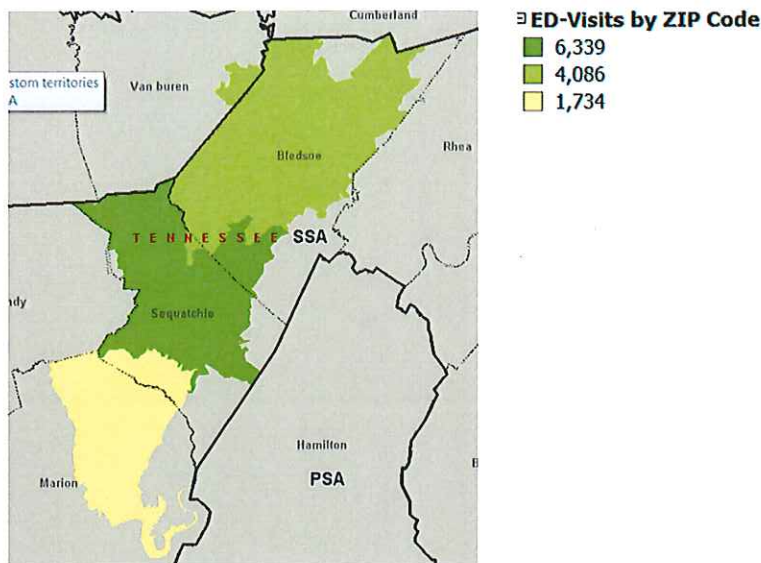 Cumberland
ED-Visits by ZIP Code
6,339
4,086
1,734
stom territories
A
Van buren
Rhea
Bledsoe
TENNESSEE
SSA
ndy
Sequatchie
Hamilton
PSA
Marion
B